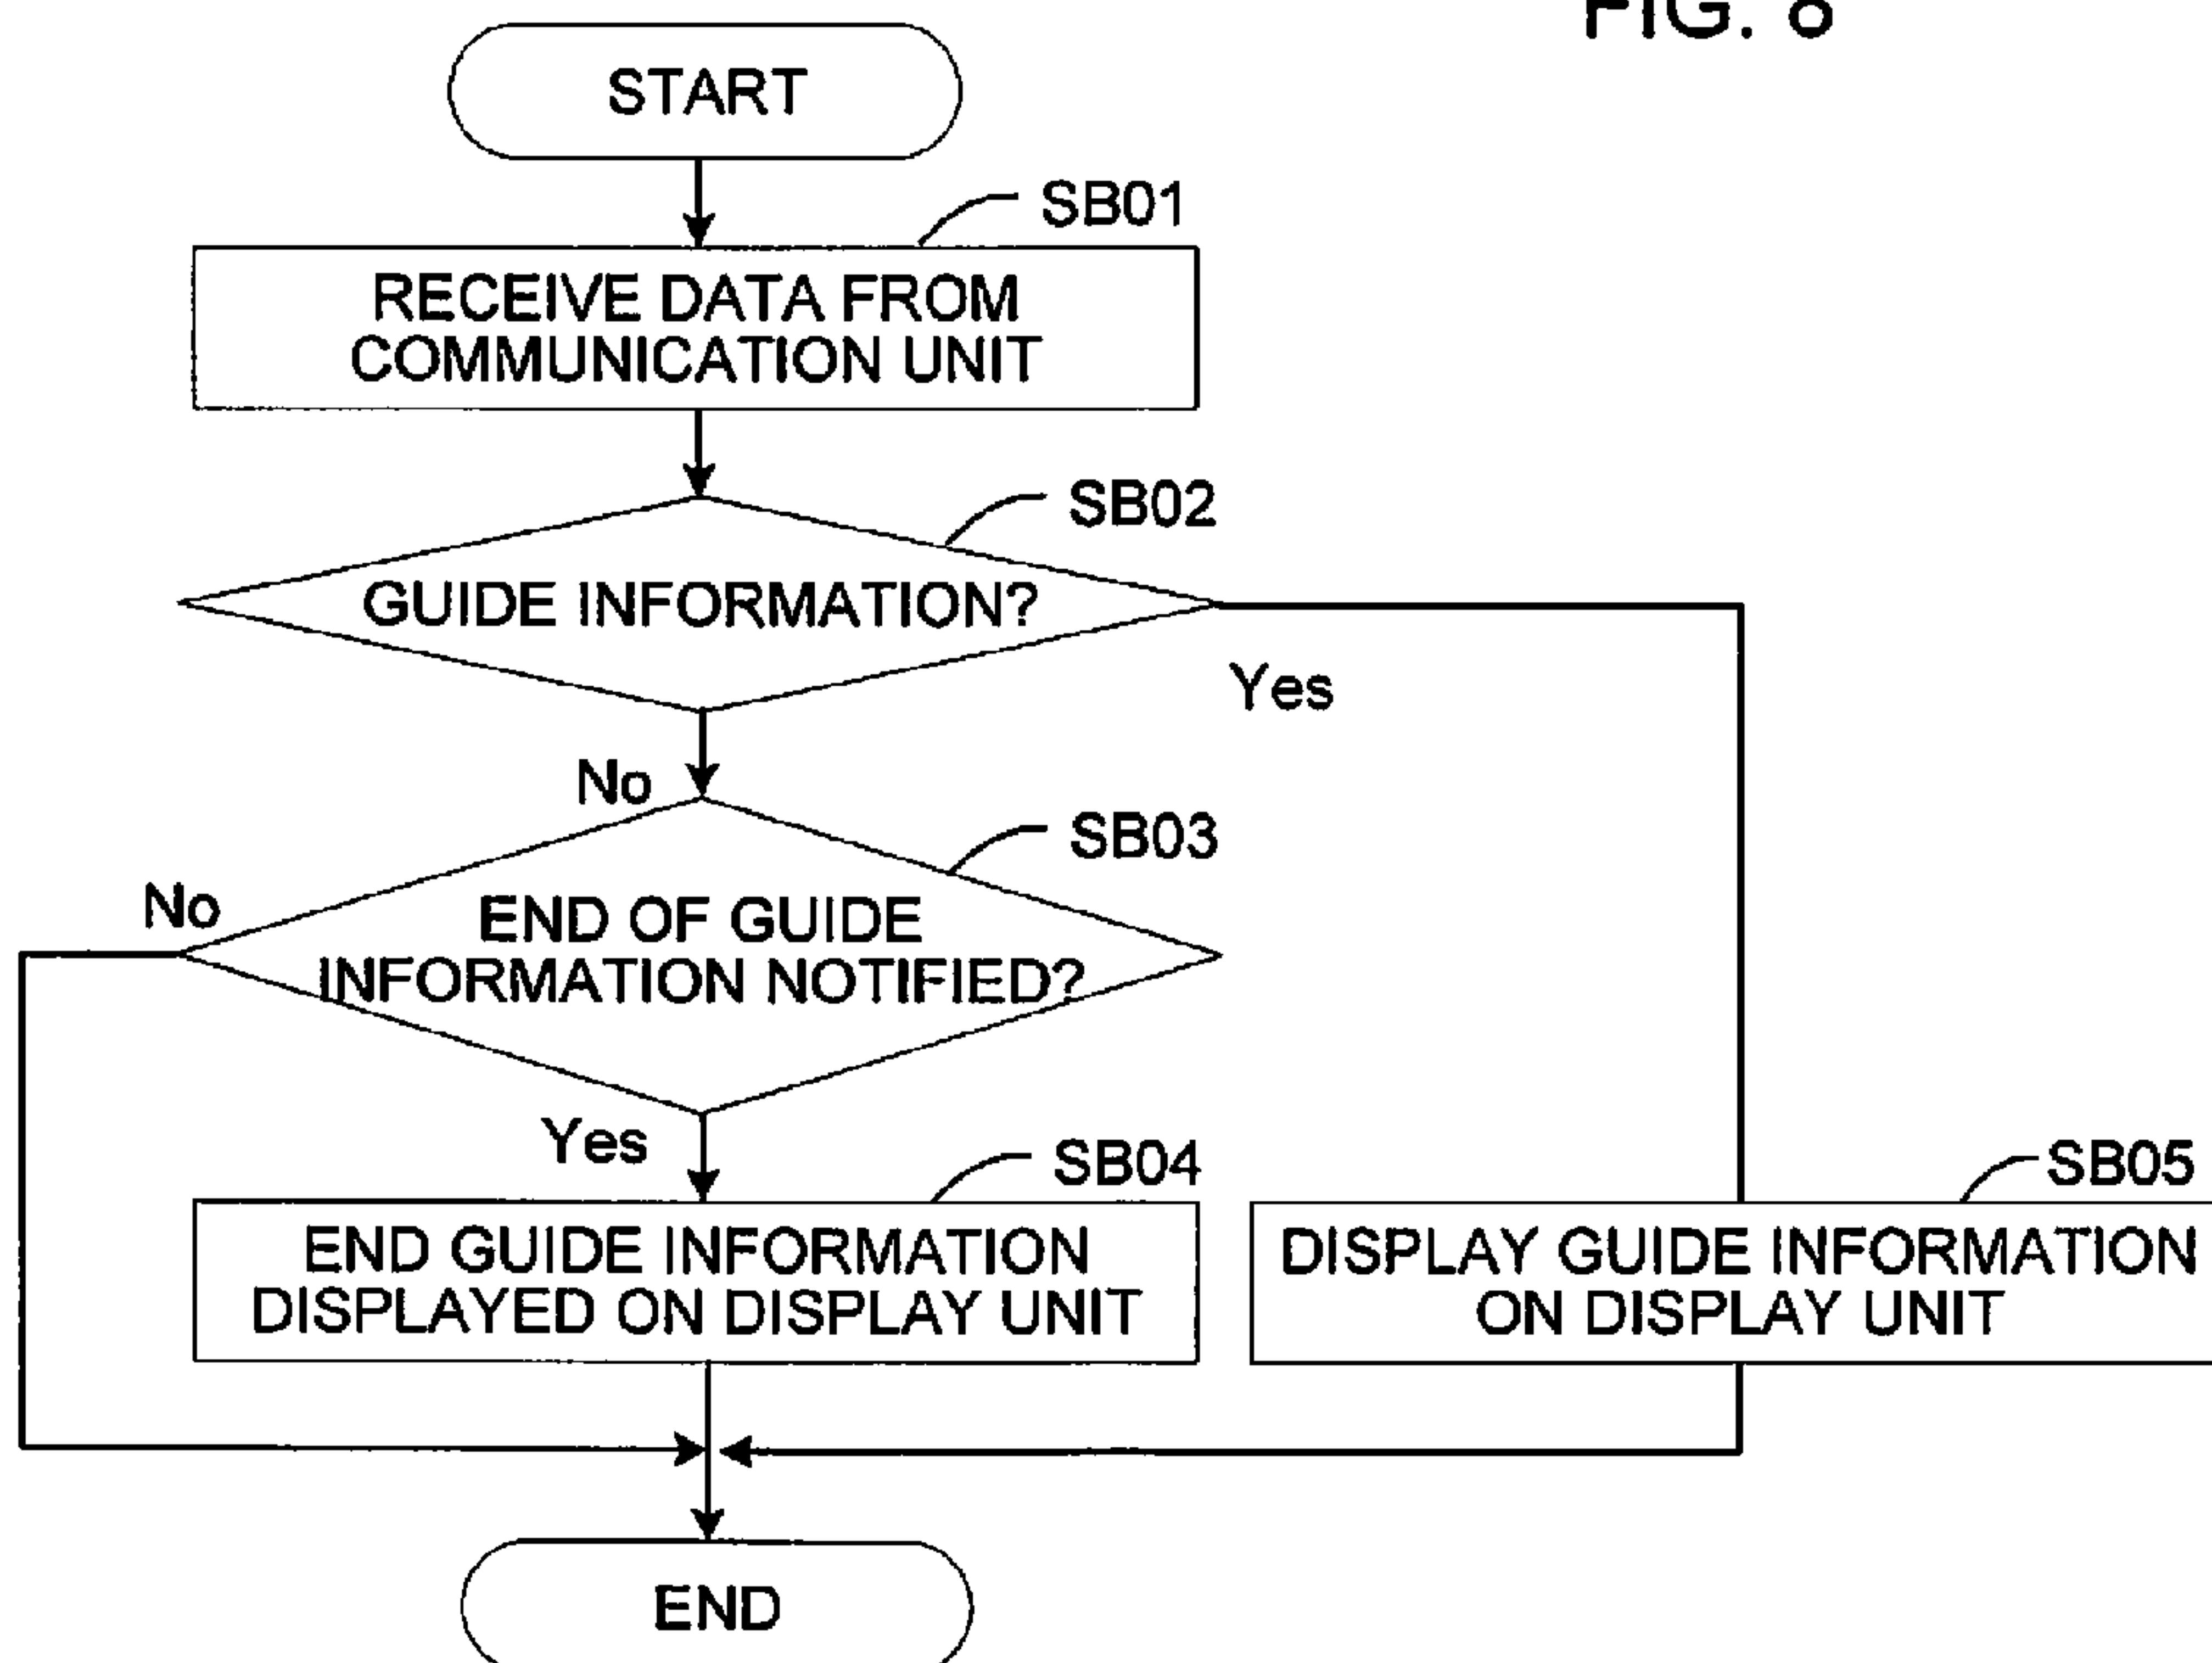 FIG. 8
START
SB01
RECEIVE DATA FROM
COMMUNICATION UNIT
SB02
GUIDE INFORMATION?
Yes
No
SB03
No
END OF GUIDE
INFORMATION NOTIFIED?
Yes
SB04
END GUIDE INFORMATION
DISPLAYED ON DISPLAY UNIT
SB05
DISPLAY GUIDE INFORMATION
ON DISPLAY UNIT
END